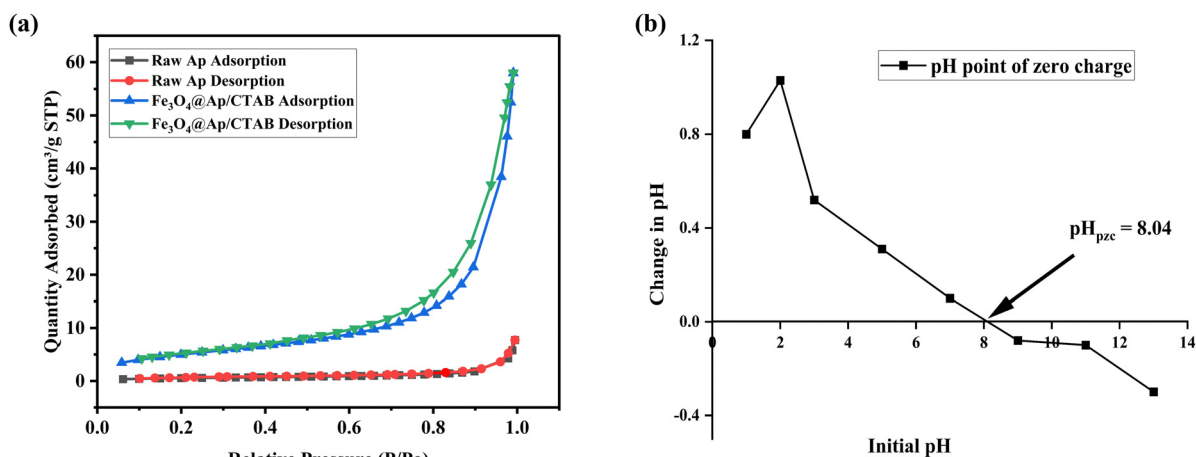 (a)
Raw Ap Adsorption
Raw Ap Desorption
Fe₃O₄@Ap/CTAB Adsorption
Fe₃O₄@Ap/CTAB Desorption
Quantity Adsorbed (cm³/g STP)
60
50
40
30
20
10
0
0.0 0.2 0.4 0.6 0.8 1.0
Relative Pressure (P/Po)
(b)
pH point of zero charge
pHpzc = 8.04
Change in pH
1.2
0.8
0.4
0.0
-0.4
0 2 4 6 8 10 12 14
Initial pH